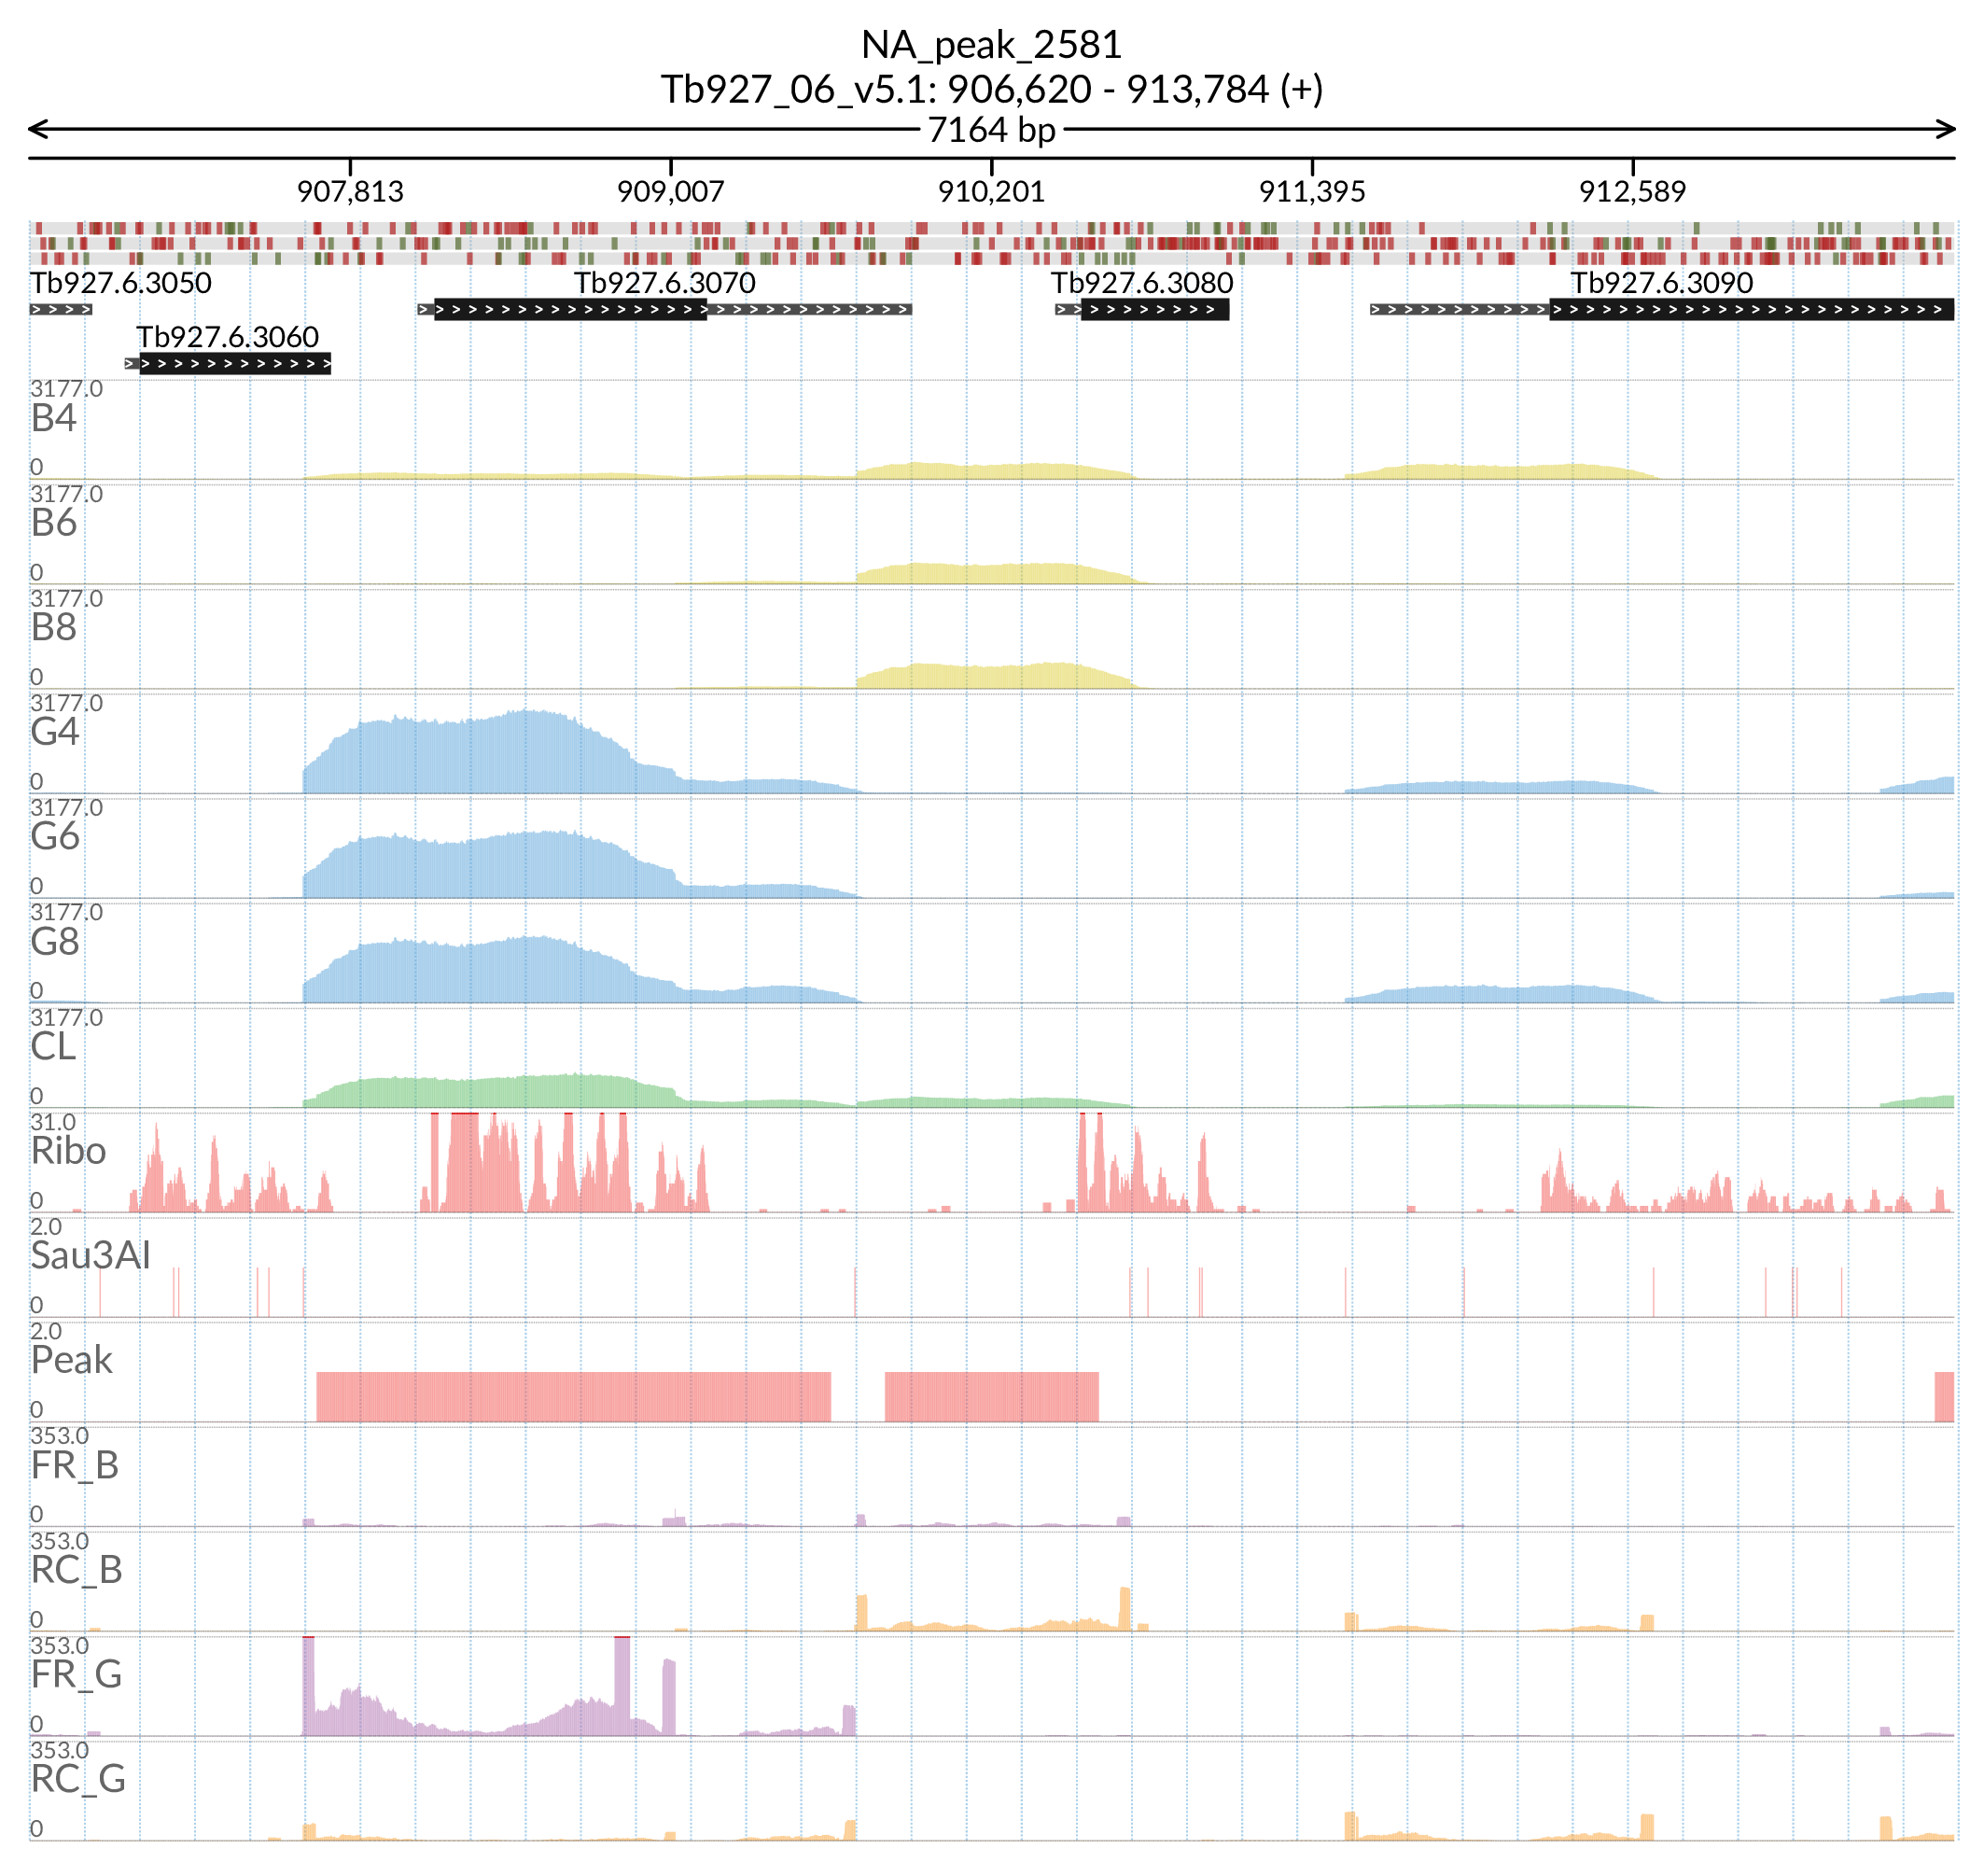 NA_peak_2581
Tb927_06_v5.1: 906,620 - 913,784 (+)
7164 bp
907,813 909,007 910,201 911,395 912,589
Tb927.6.3050 Tb927.6.3070 Tb927.6.3080 Tb927.6.3090
Tb927.6.3060
3177.0
B4
0
3177.0
B6
0
3177.0
B8
0
3177.0
G4
0
3177.0
G6
0
3177.0
G8
0
3177.0
CL
0
31.0
Ribo
0
2.0
Sau3AI
0
2.0
Peak
0
353.0
FR_B
0
353.0
RC_B
0
353.0
FR_G
0
353.0
RC_G
0